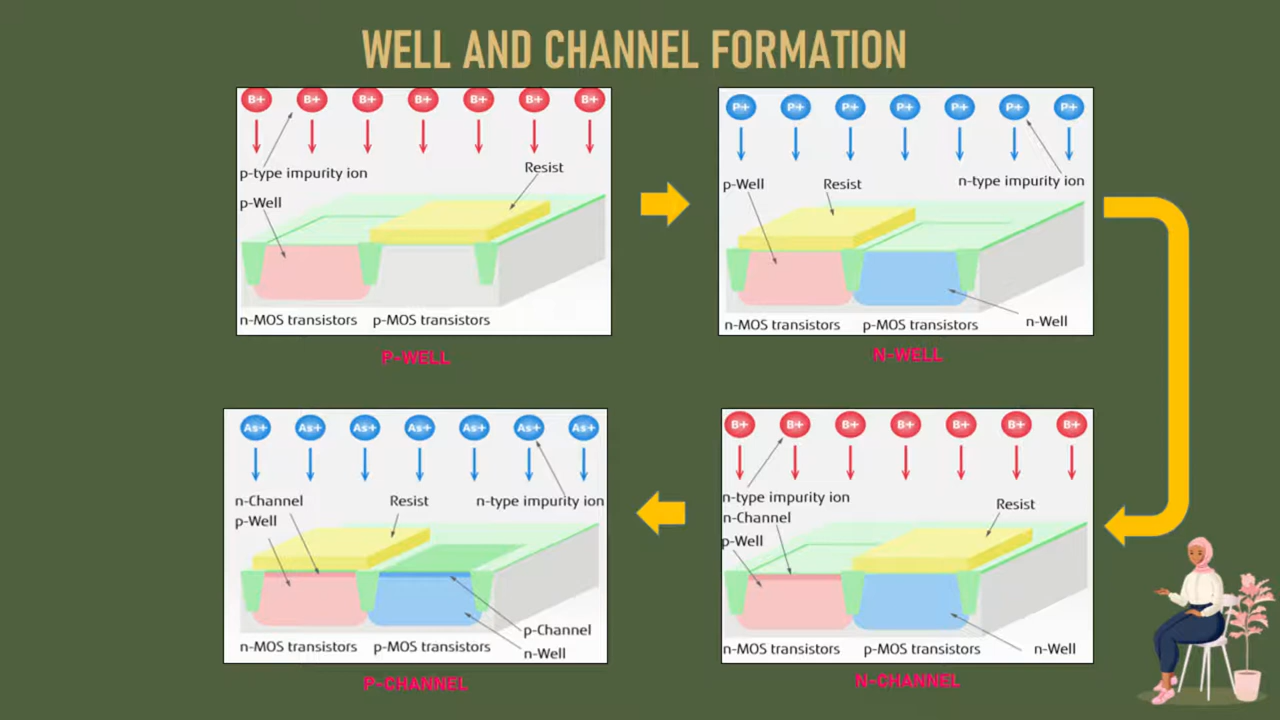 WELL AND CHANNEL FORMATION
B+ B+ B+ B+ B+ B+ B+
p-type impurity ion
Resist
p-Well
n-MOS transistors p-MOS transistors
P-WELL
P+ P+ P+ P+ P+ P+ P+
p-Well Resist n-type impurity ion
n-MOS transistors p-MOS transistors n-Well
N-WELL
As+ As+ As+ As+ As+ As+ As+
n-Channel Resist n-type impurity ion
p-Well
p-Channel
n-MOS transistors p-MOS transistors n-Well
P-CHANNEL
B+ B+ B+ B+ B+ B+ B+
n-type impurity ion
Resist
n-Channel
p-Well
n-MOS transistors p-MOS transistors n-Well
N-CHANNEL